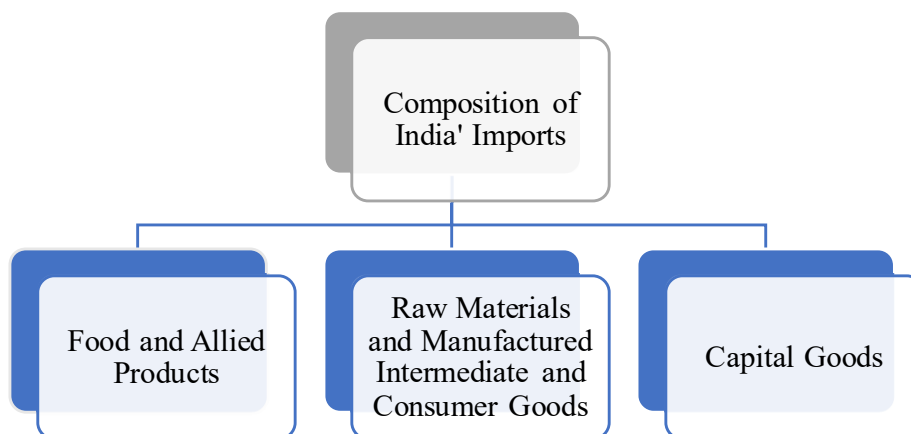 Composition of
India' Imports
Food and Allied
Products
Raw Materials
and Manufactured
Intermediate and
Consumer Goods
Capital Goods